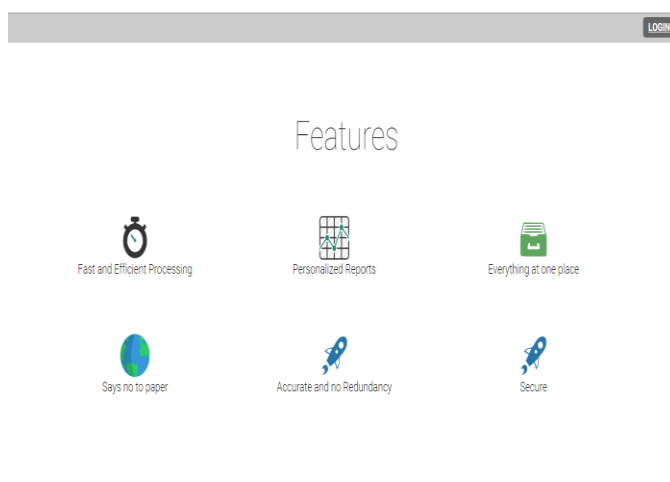 LOGIN
Features
Fast and Efficient Processing
Personalized Reports
Everything at one place
Says no to paper
Accurate and no Redundancy
Secure